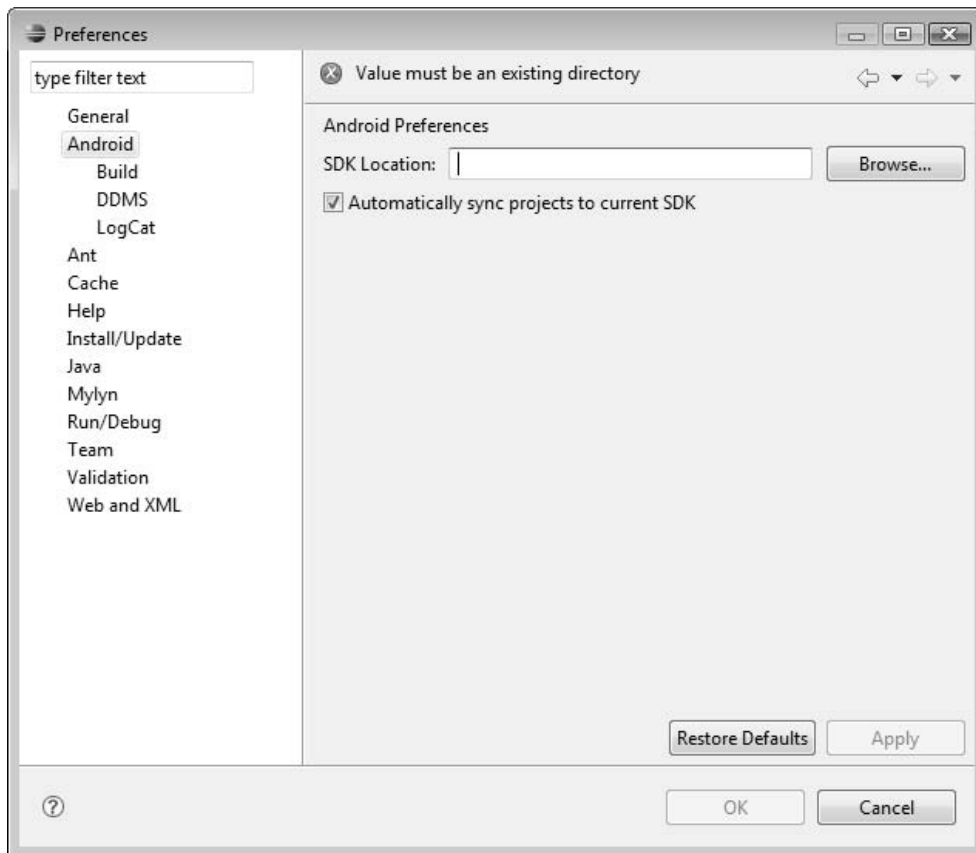 Preferences
type filter text
Value must be an existing directory
General
Android
Build
DDMS
LogCat
Ant
Cache
Help
Install/Update
Java
Mylyn
Run/Debug
Team
Validation
Web and XML
Android Preferences
SDK Location:
Browse...
Automatically sync projects to current SDK
Restore Defaults
Apply
?
OK
Cancel